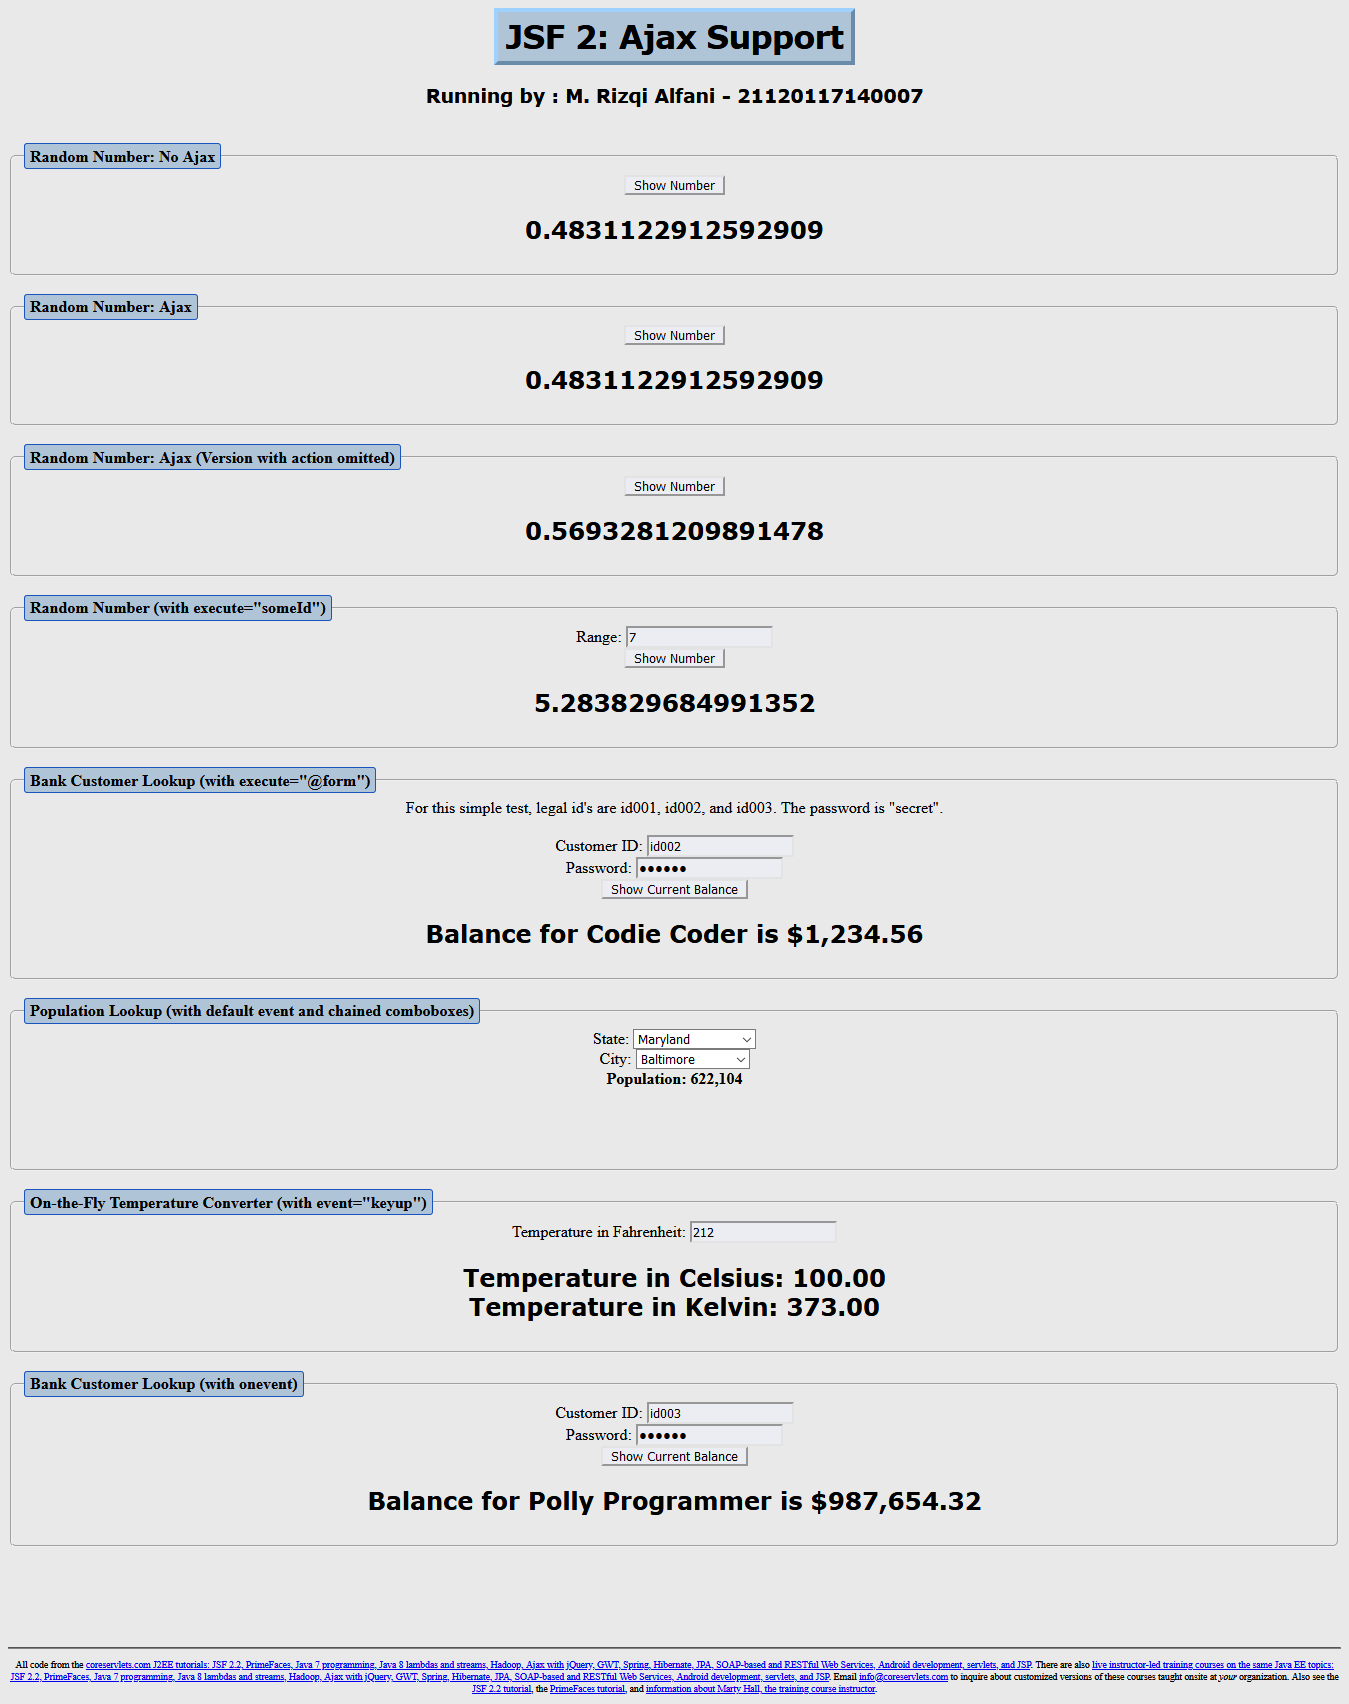 JSF 2: Ajax Support
Running by : M. Rizqi Alfani - 21120117140007
Random Number: No Ajax
Show Number
0.4831122912592909
Random Number: Ajax
Show Number
0.4831122912592909
Random Number: Ajax (Version with action omitted)
Show Number
0.5693281209891478
Random Number (with execute="someId")
Range: 7
Show Number
5.283829684991352
Bank Customer Lookup (with execute="@form")
For this simple test, legal id's are id001, id002, and id003. The password is "secret".
Customer ID: id002
Password: ●●●●●●
Show Current Balance
Balance for Codie Coder is $1,234.56
Population Lookup (with default event and chained comboboxes)
State: Maryland
City: Baltimore
Population: 622,104
On-the-Fly Temperature Converter (with event="keyup")
Temperature in Fahrenheit: 212
Temperature in Celsius: 100.00
Temperature in Kelvin: 373.00
Bank Customer Lookup (with onevent)
Customer ID: id003
Password: ●●●●●●
Show Current Balance
Balance for Polly Programmer is $987,654.32
All code from the coreservlets.com J2EE tutorials: JSF 2.2, PrimeFaces, Java 7 programming, Java 8 lambdas and streams, Hadoop, Ajax with jQuery, GWT, Spring, Hibernate, JPA, SOAP-based and RESTful Web Services, Android development, servlets, and JSP. There are also live instructor-led training courses on the same Java EE topics:
JSF 2.2, PrimeFaces, Java 7 programming, Java 8 lambdas and streams, Hadoop, Ajax with jQuery, GWT, Spring, Hibernate, JPA, SOAP-based and RESTful Web Services, Android development, servlets, and JSP. Email info@coreservlets.com to inquire about customized versions of these courses taught onsite at your organization. Also see the
JSF 2.2 tutorial, the PrimeFaces tutorial, and information about Marty Hall, the training course instructor.